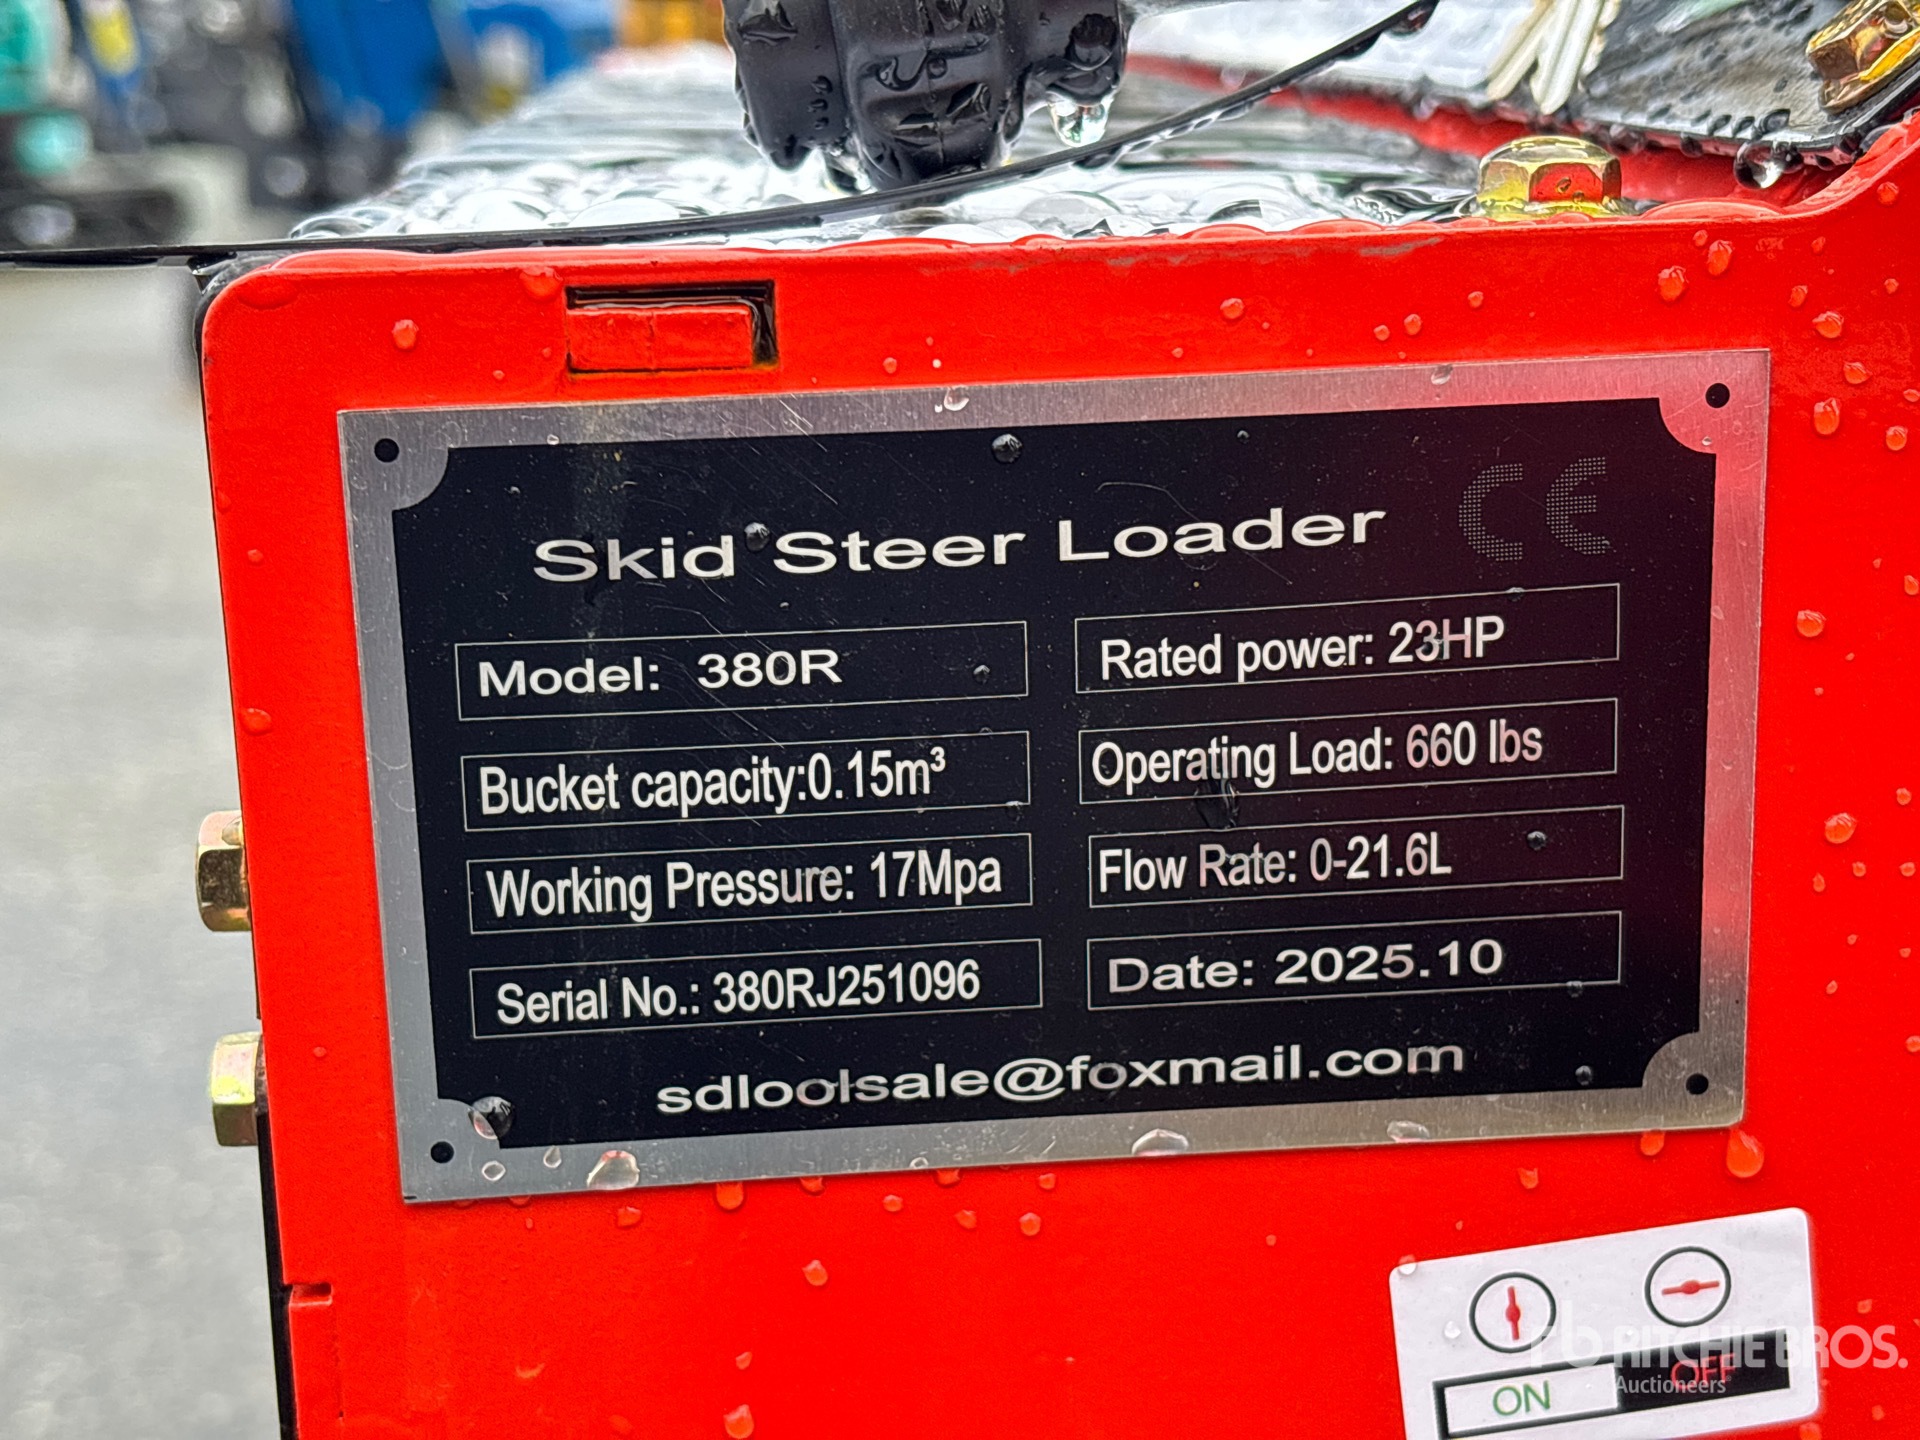 Skid Steer Loader
CE
Model: 380R
Rated power: 23HP
Bucket capacity:0.15m³
Operating Load: 660 lbs
Working Pressure: 17Mpa
Flow Rate: 0-21.6L
Serial No.: 380RJ251096
Date: 2025.10
sdloolsale@foxmail.com
ON
OFF
rb RITCHIE BROS.
Auctioneers